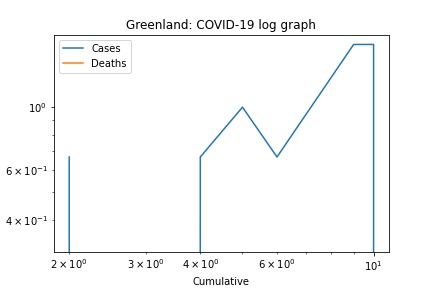 Greenland: COVID-19 log graph
Cases
Deaths
10⁰
6 × 10⁻¹
4 × 10⁻¹
2 × 10⁰ 3 × 10⁰ 4 × 10⁰ 6 × 10⁰ 10¹
Cumulative